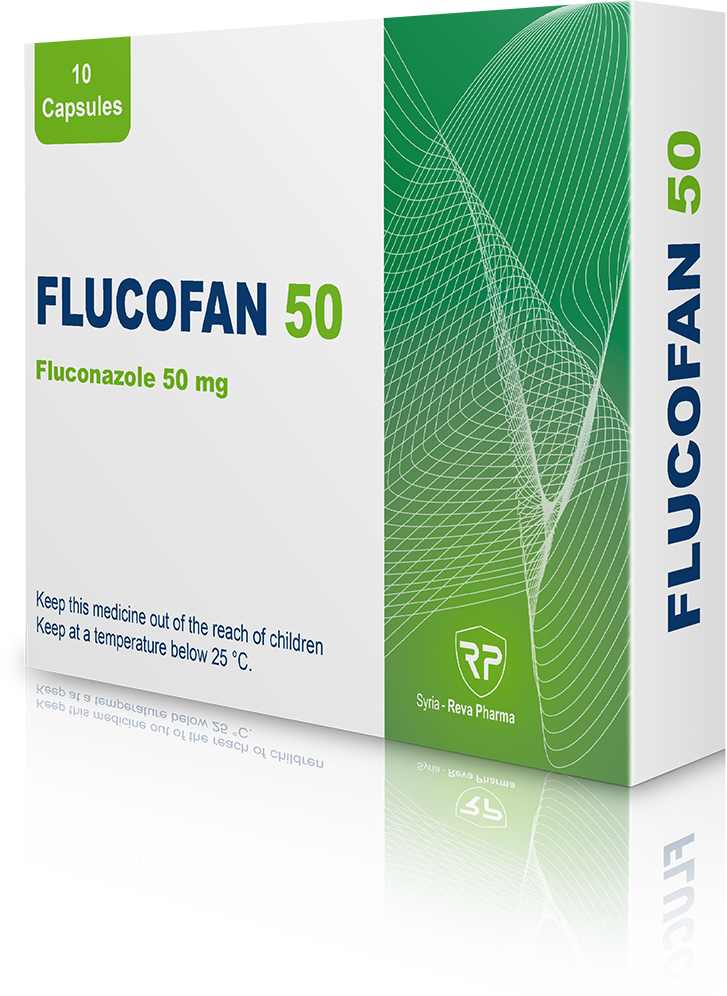 10
Capsules
FLUCOFAN 50
Fluconazole 50 mg
Keep this medicine out of the reach of children
Keep at a temperature below 25 °C.
RP
Syria - Reva Pharma
FLUCOFAN 50